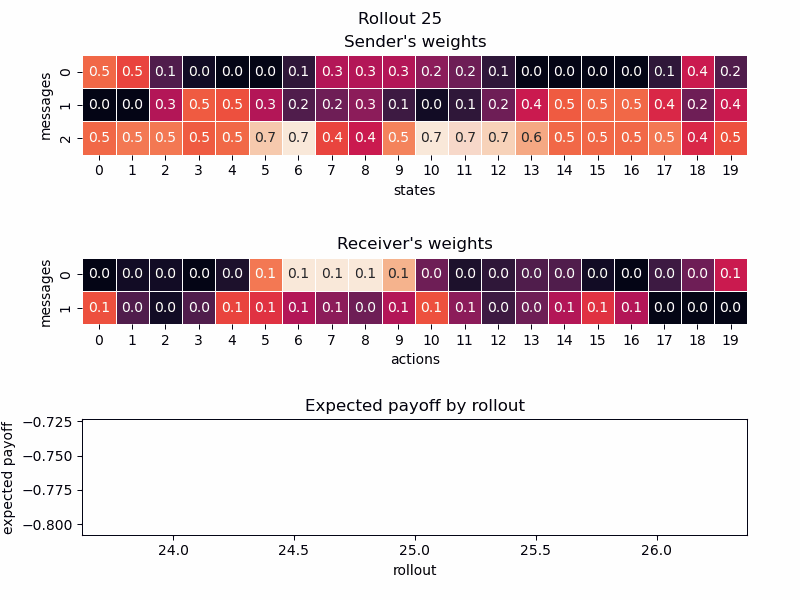 Rollout 25
Sender's weights
messages
0 0.5 0.5 0.1 0.0 0.0 0.0 0.1 0.3 0.3 0.3 0.2 0.2 0.1 0.0 0.0 0.0 0.0 0.1 0.4 0.2
1 0.0 0.0 0.3 0.5 0.5 0.3 0.2 0.2 0.3 0.1 0.0 0.1 0.2 0.4 0.5 0.5 0.5 0.4 0.2 0.4
2 0.5 0.5 0.5 0.5 0.5 0.7 0.7 0.4 0.4 0.5 0.7 0.7 0.7 0.6 0.5 0.5 0.5 0.5 0.4 0.5
0 1 2 3 4 5 6 7 8 9 10 11 12 13 14 15 16 17 18 19
states
Receiver's weights
messages
0 0.0 0.0 0.0 0.0 0.0 0.1 0.1 0.1 0.1 0.1 0.0 0.0 0.0 0.0 0.0 0.0 0.0 0.0 0.0 0.1
1 0.1 0.0 0.0 0.0 0.1 0.1 0.1 0.1 0.0 0.1 0.1 0.1 0.0 0.0 0.1 0.1 0.1 0.0 0.0 0.0
0 1 2 3 4 5 6 7 8 9 10 11 12 13 14 15 16 17 18 19
actions
Expected payoff by rollout
expected payoff
−0.725
−0.750
−0.775
−0.800
24.0 24.5 25.0 25.5 26.0
rollout